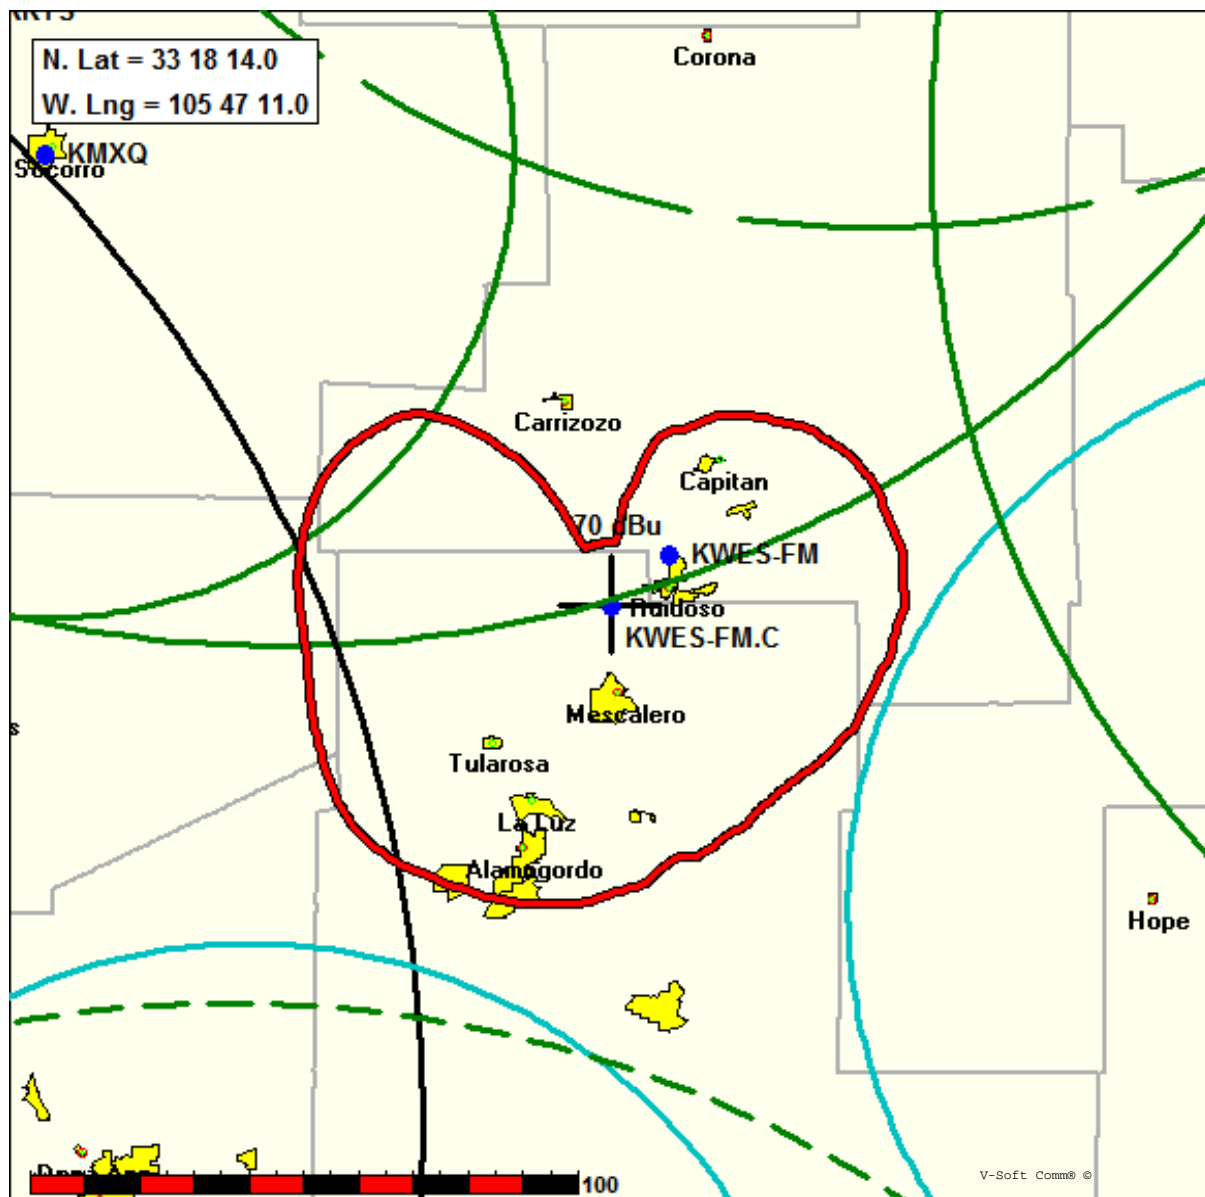 N. Lat = 33 18 14.0
W. Lng = 105 47 11.0
Corona
KMXQ
Socorro
Carrizozo
Capitan
70 dBu
KWES-FM
Ruidoso
KWES-FM.C
Mescalero
s
Tularosa
La Luz
Alamogordo
Hope
100
V-Soft Comm® ©